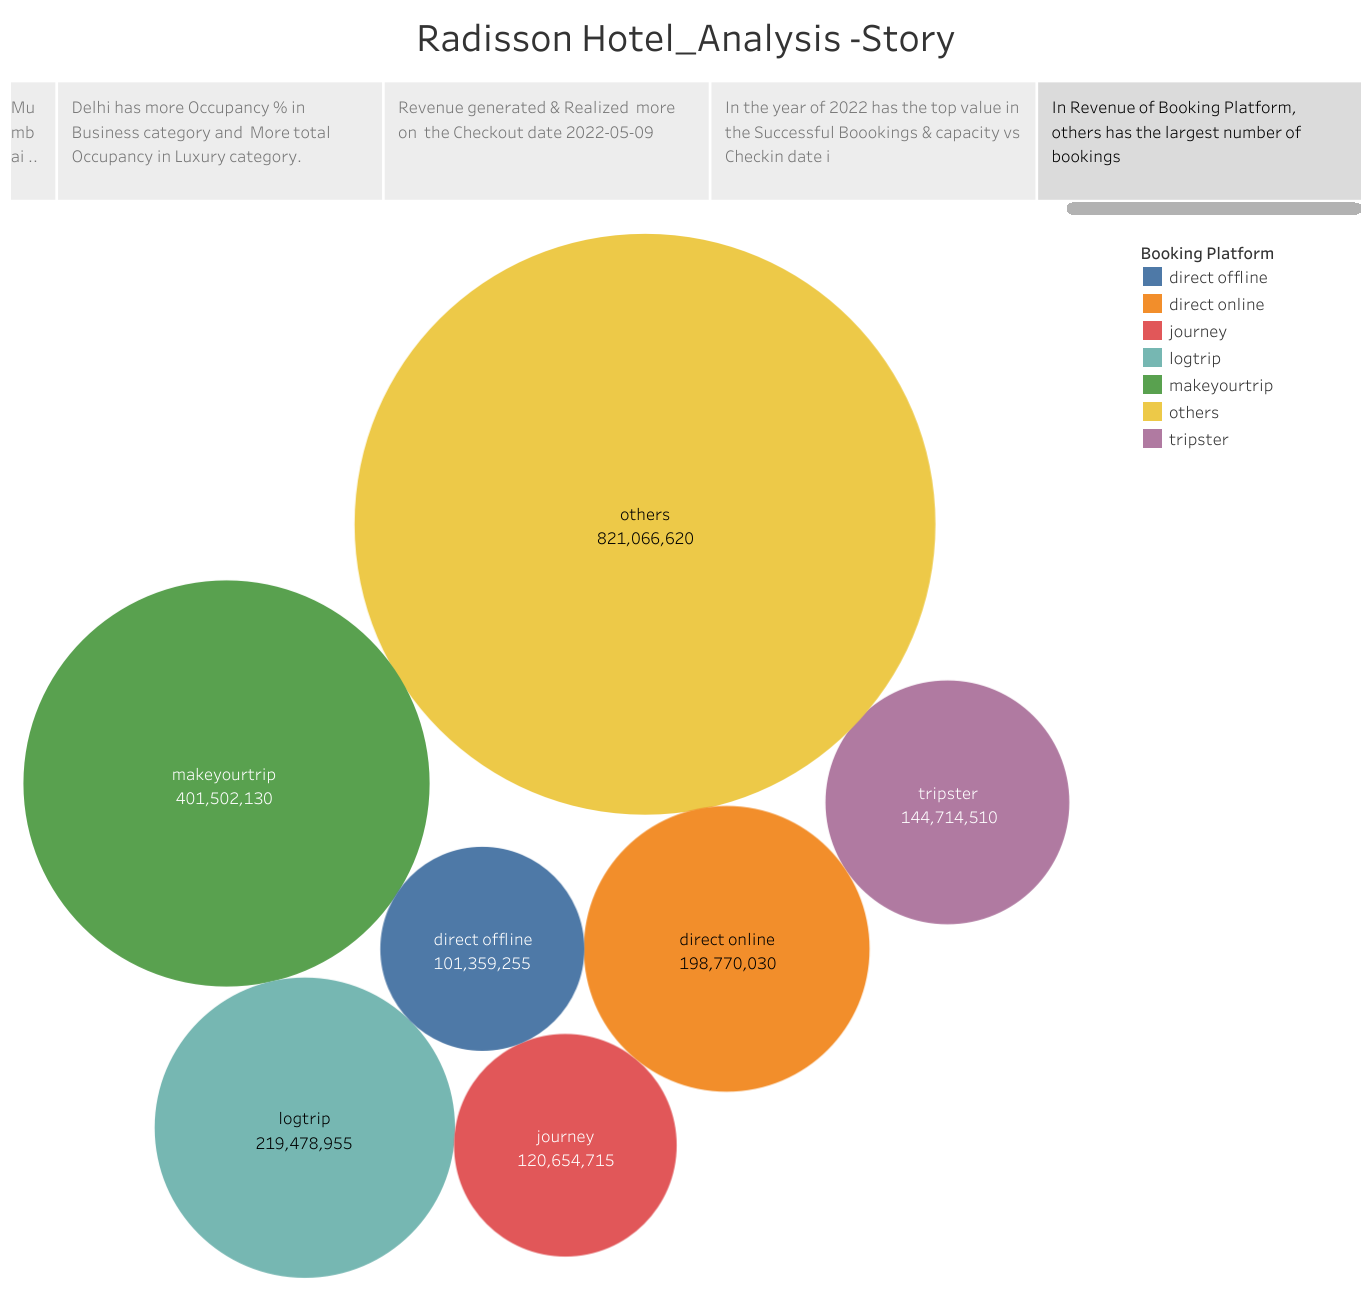 Radisson Hotel_Analysis -Story
Mu
mb
ai ..
Delhi has more Occupancy % in
Business category and  More total
Occupancy in Luxury category.
Revenue generated & Realized  more
on  the Checkout date 2022-05-09
In the year of 2022 has the top value in
the Successful Boookings & capacity vs
Checkin date i
In Revenue of Booking Platform,
others has the largest number of
bookings
Booking Platform
direct offline
direct online
journey
logtrip
makeyourtrip
others
tripster
others
821,066,620
makeyourtrip
401,502,130
tripster
144,714,510
direct offline
101,359,255
direct online
198,770,030
logtrip
219,478,955
journey
120,654,715